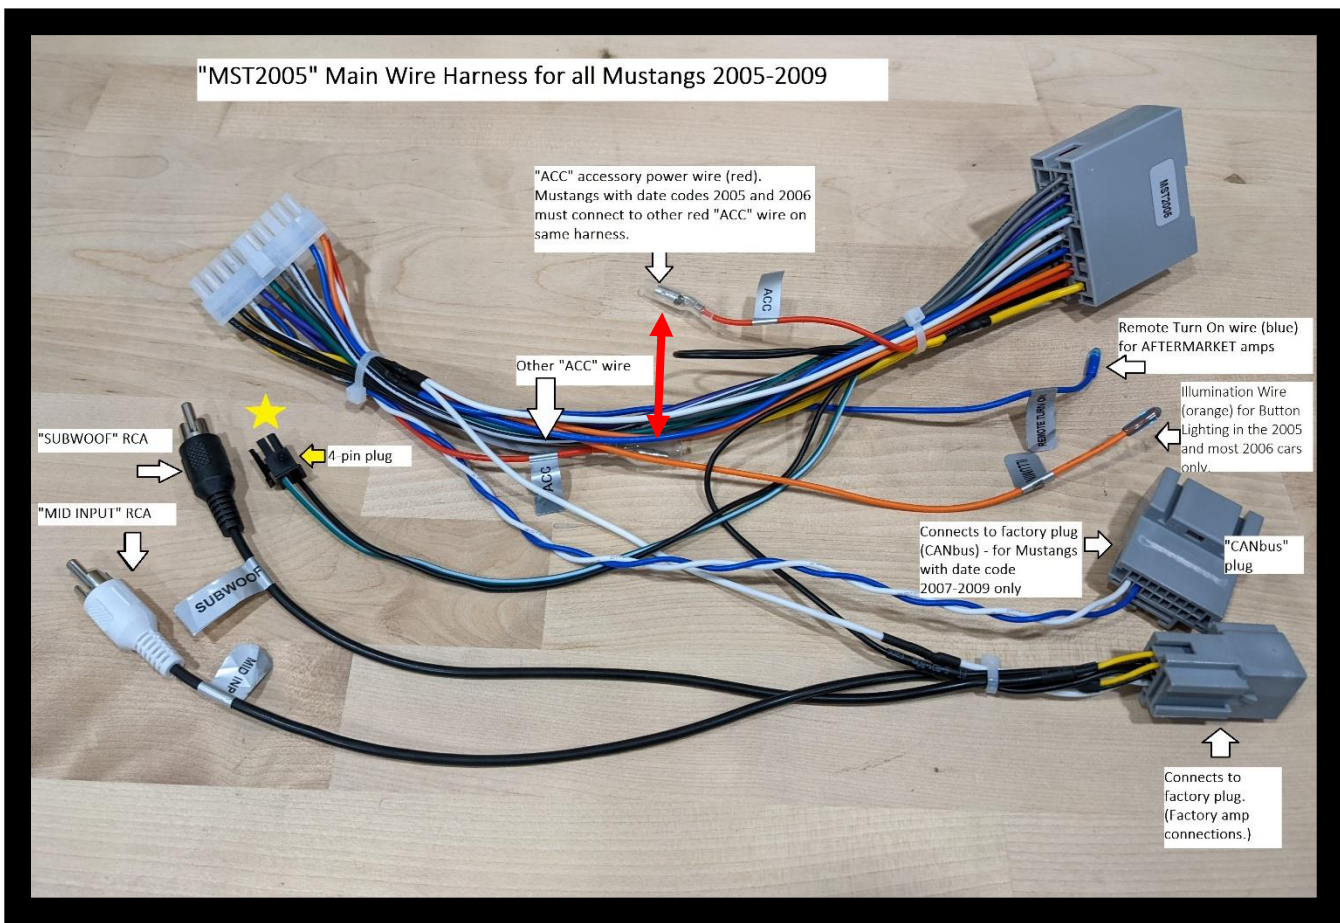 "MST2005" Main Wire Harness for all Mustangs 2005-2009
"ACC" accessory power wire (red).
Mustangs with date codes 2005 and 2006
must connect to other red "ACC" wire on
same harness.
MST2005
ACC
Remote Turn On wire (blue)
for AFTERMARKET amps
Other "ACC" wire
Illumination Wire
(orange) for Button
Lighting in the 2005
and most 2006 cars
only.
REMOTE TURN ON
"SUBWOOF" RCA
4-pin plug
ACC
ILLUMIN
"MID INPUT" RCA
Connects to factory plug
(CANbus) - for Mustangs
with date code
2007-2009 only
"CANbus"
plug
SUBWOOF
MID INP
Connects to
factory plug.
(Factory amp
connections.)